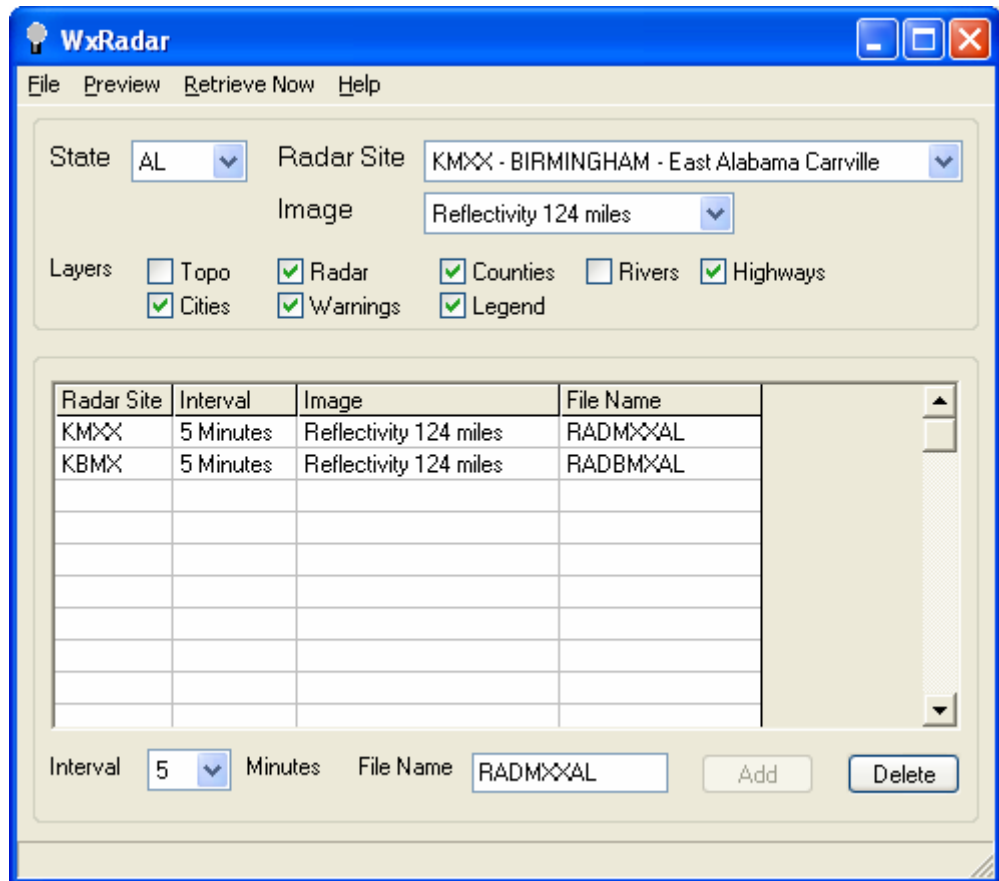 WxRadar
File Preview Retrieve Now Help
State AL Radar Site KMXX - BIRMINGHAM - East Alabama Carrville
Image Reflectivity 124 miles
Layers Topo Radar Counties Rivers Highways
Cities Warnings Legend
Radar Site Interval Image File Name
KMXX 5 Minutes Reflectivity 124 miles RADMXXAL
KBMX 5 Minutes Reflectivity 124 miles RADBMXAL
Interval 5 Minutes File Name RADMXXAL Add Delete